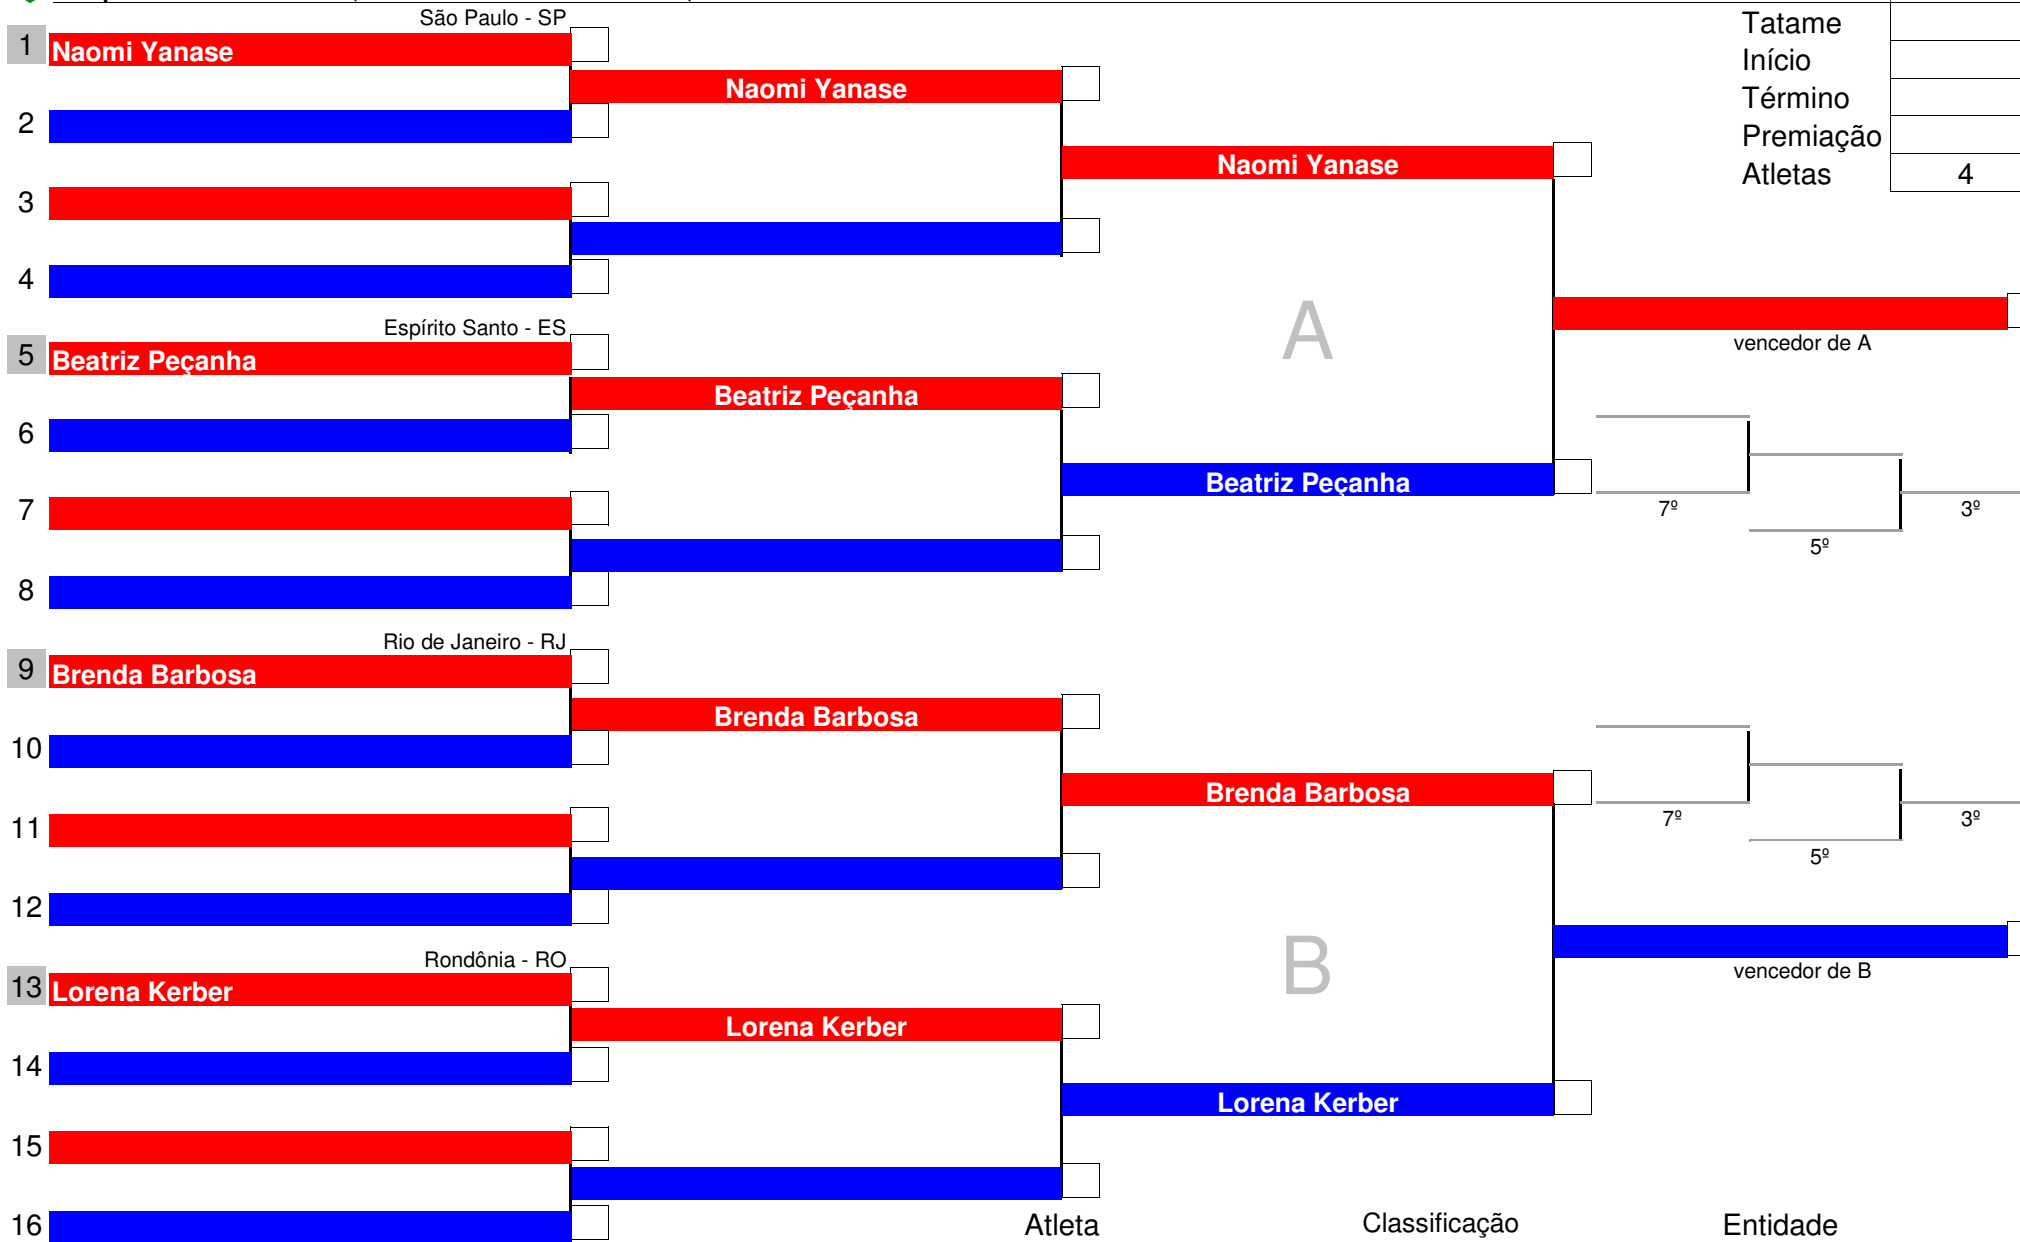 São Paulo - SP
Tatame
1 Naomi Yanase
Início
Naomi Yanase
Término
2
Premiação
Naomi Yanase
Atletas 4
3
4
A
Espírito Santo - ES
vencedor de A
5 Beatriz Peçanha
Beatriz Peçanha
6
Beatriz Peçanha
7
7º 3º
5º
8
Rio de Janeiro - RJ
9 Brenda Barbosa
Brenda Barbosa
10
Brenda Barbosa
7º 3º
11
5º
12
B
Rondônia - RO
vencedor de B
13 Lorena Kerber
Lorena Kerber
14
Lorena Kerber
15
16
Atleta Classificação Entidade